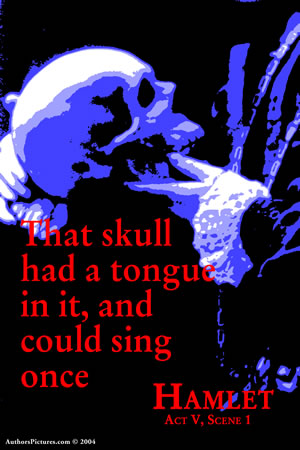 That skull
had a tongue
in it, and
could sing
once
HAMLET
ACT V, SCENE 1
AuthorsPictures.com © 2004